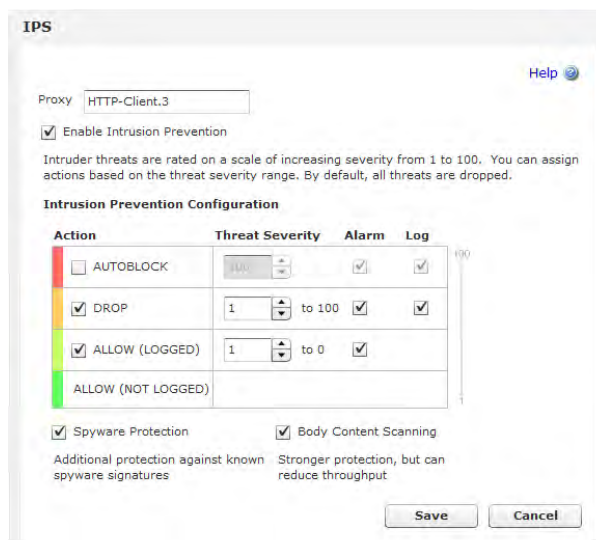 IPS
Help
Proxy HTTP-Client.3
Enable Intrusion Prevention
Intruder threats are rated on a scale of increasing severity from 1 to 100. You can assign
actions based on the threat severity range. By default, all threats are dropped.
Intrusion Prevention Configuration
Action Threat Severity Alarm Log
AUTOBLOCK 100
100
DROP 1 to 100
ALLOW (LOGGED) 1 to 0
ALLOW (NOT LOGGED)
1
Spyware Protection Body Content Scanning
Additional protection against known Stronger protection, but can
spyware signatures reduce throughput
Save Cancel